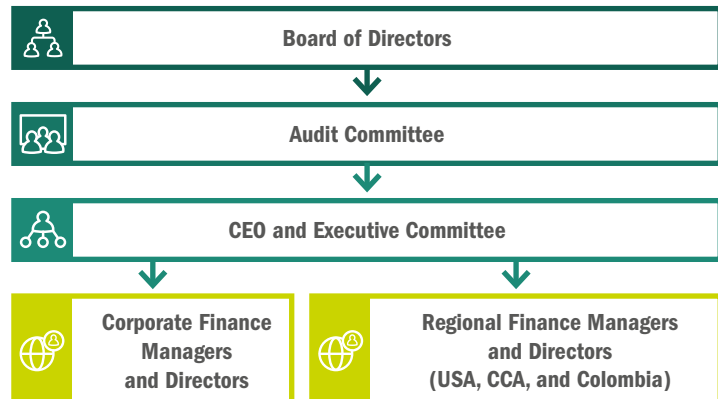 Board of Directors
Audit Committee
CEO and Executive Committee
Corporate Finance
Managers
and Directors
Regional Finance Managers
and Directors
(USA, CCA, and Colombia)